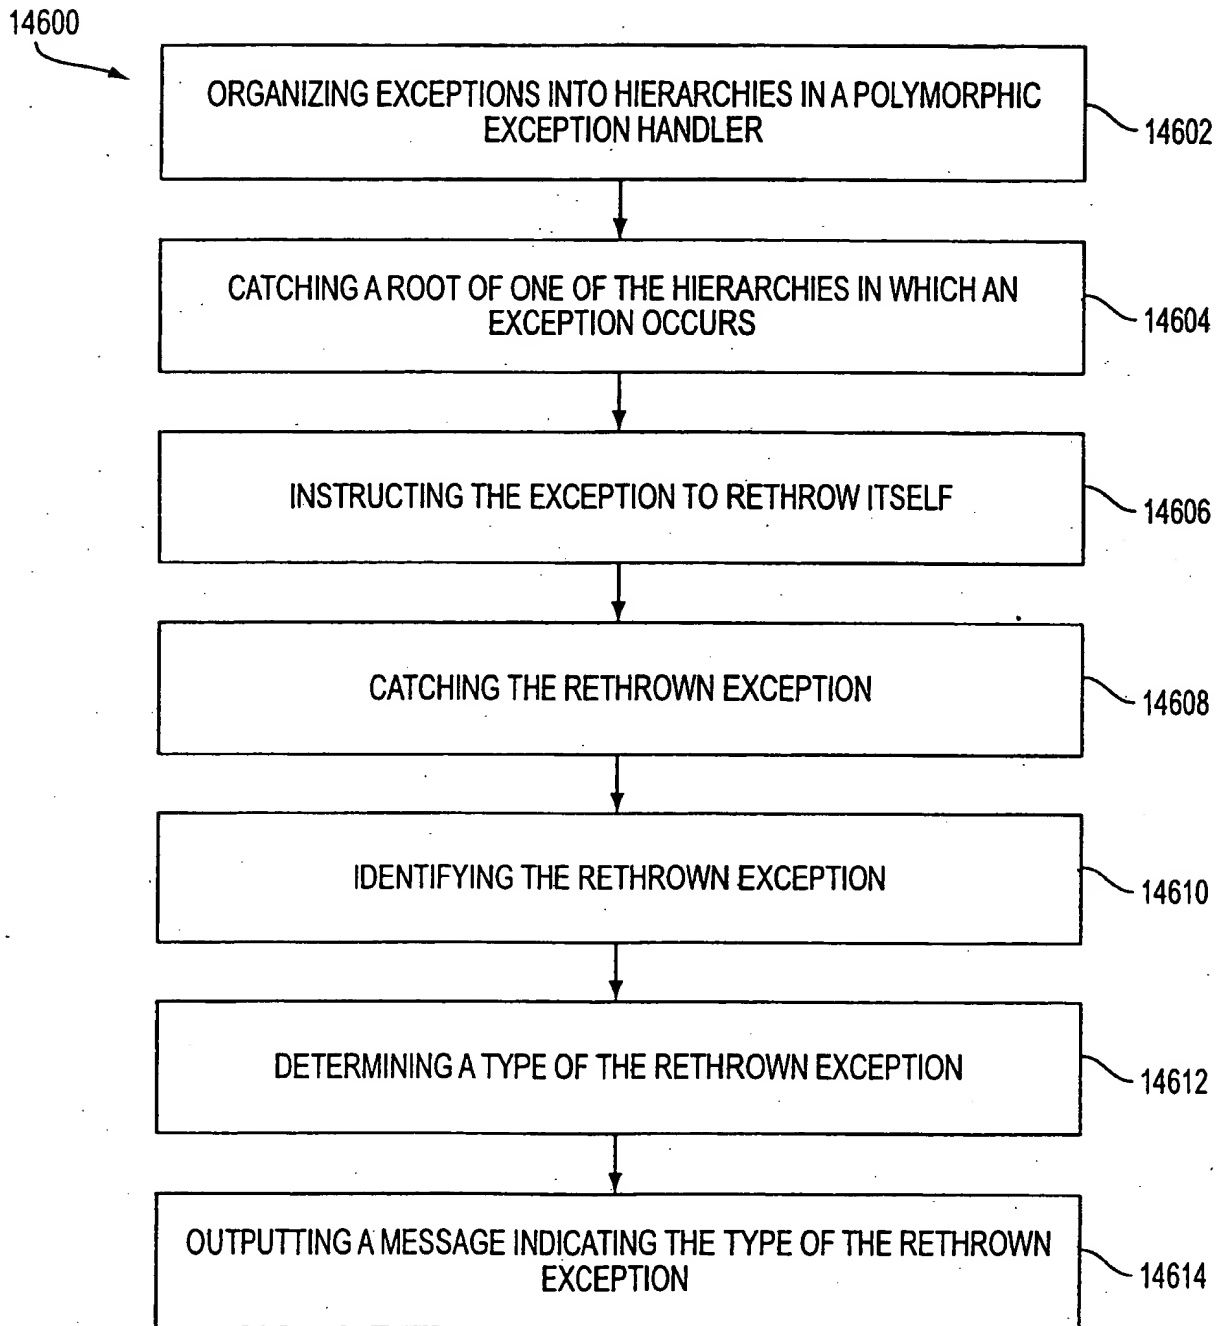 14600
ORGANIZING EXCEPTIONS INTO HIERARCHIES IN A POLYMORPHIC
EXCEPTION HANDLER
14602
CATCHING A ROOT OF ONE OF THE HIERARCHIES IN WHICH AN
EXCEPTION OCCURS
14604
INSTRUCTING THE EXCEPTION TO RETHROW ITSELF
14606
CATCHING THE RETHROWN EXCEPTION
14608
IDENTIFYING THE RETHROWN EXCEPTION
14610
DETERMINING A TYPE OF THE RETHROWN EXCEPTION
14612
OUTPUTTING A MESSAGE INDICATING THE TYPE OF THE RETHROWN
EXCEPTION
14614